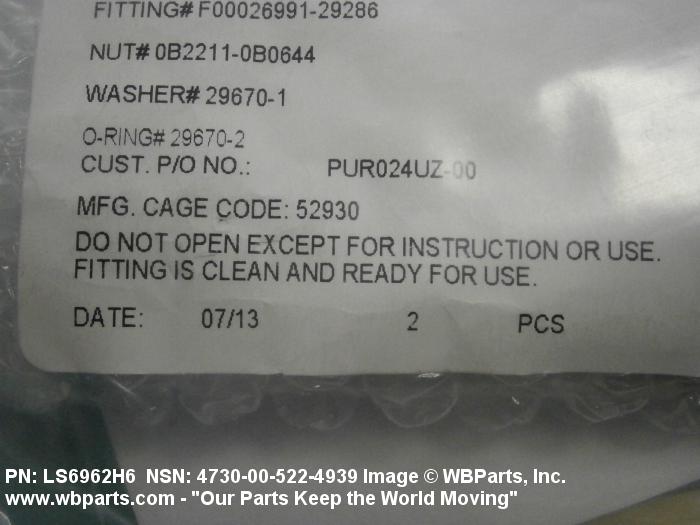 FITTING# F00026991-29286
NUT# 0B2211-0B0644
WASHER# 29670-1
O-RING# 29670-2
CUST. P/O NO.: PUR024UZ-00
MFG. CAGE CODE: 52930
DO NOT OPEN EXCEPT FOR INSTRUCTION OR USE.
FITTING IS CLEAN AND READY FOR USE.
DATE: 07/13 2 PCS
PN: LS6962H6 NSN: 4730-00-522-4939 Image © WBParts, Inc.
www.wbparts.com - "Our Parts Keep the World Moving"